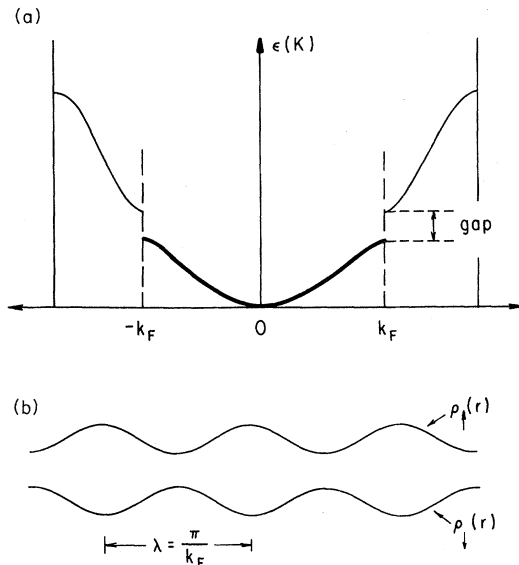 (a)
ϵ(K)
gap
-k_F
0
k_F
(b)
ρ↑(r)
ρ↓(r)
λ = π/k_F